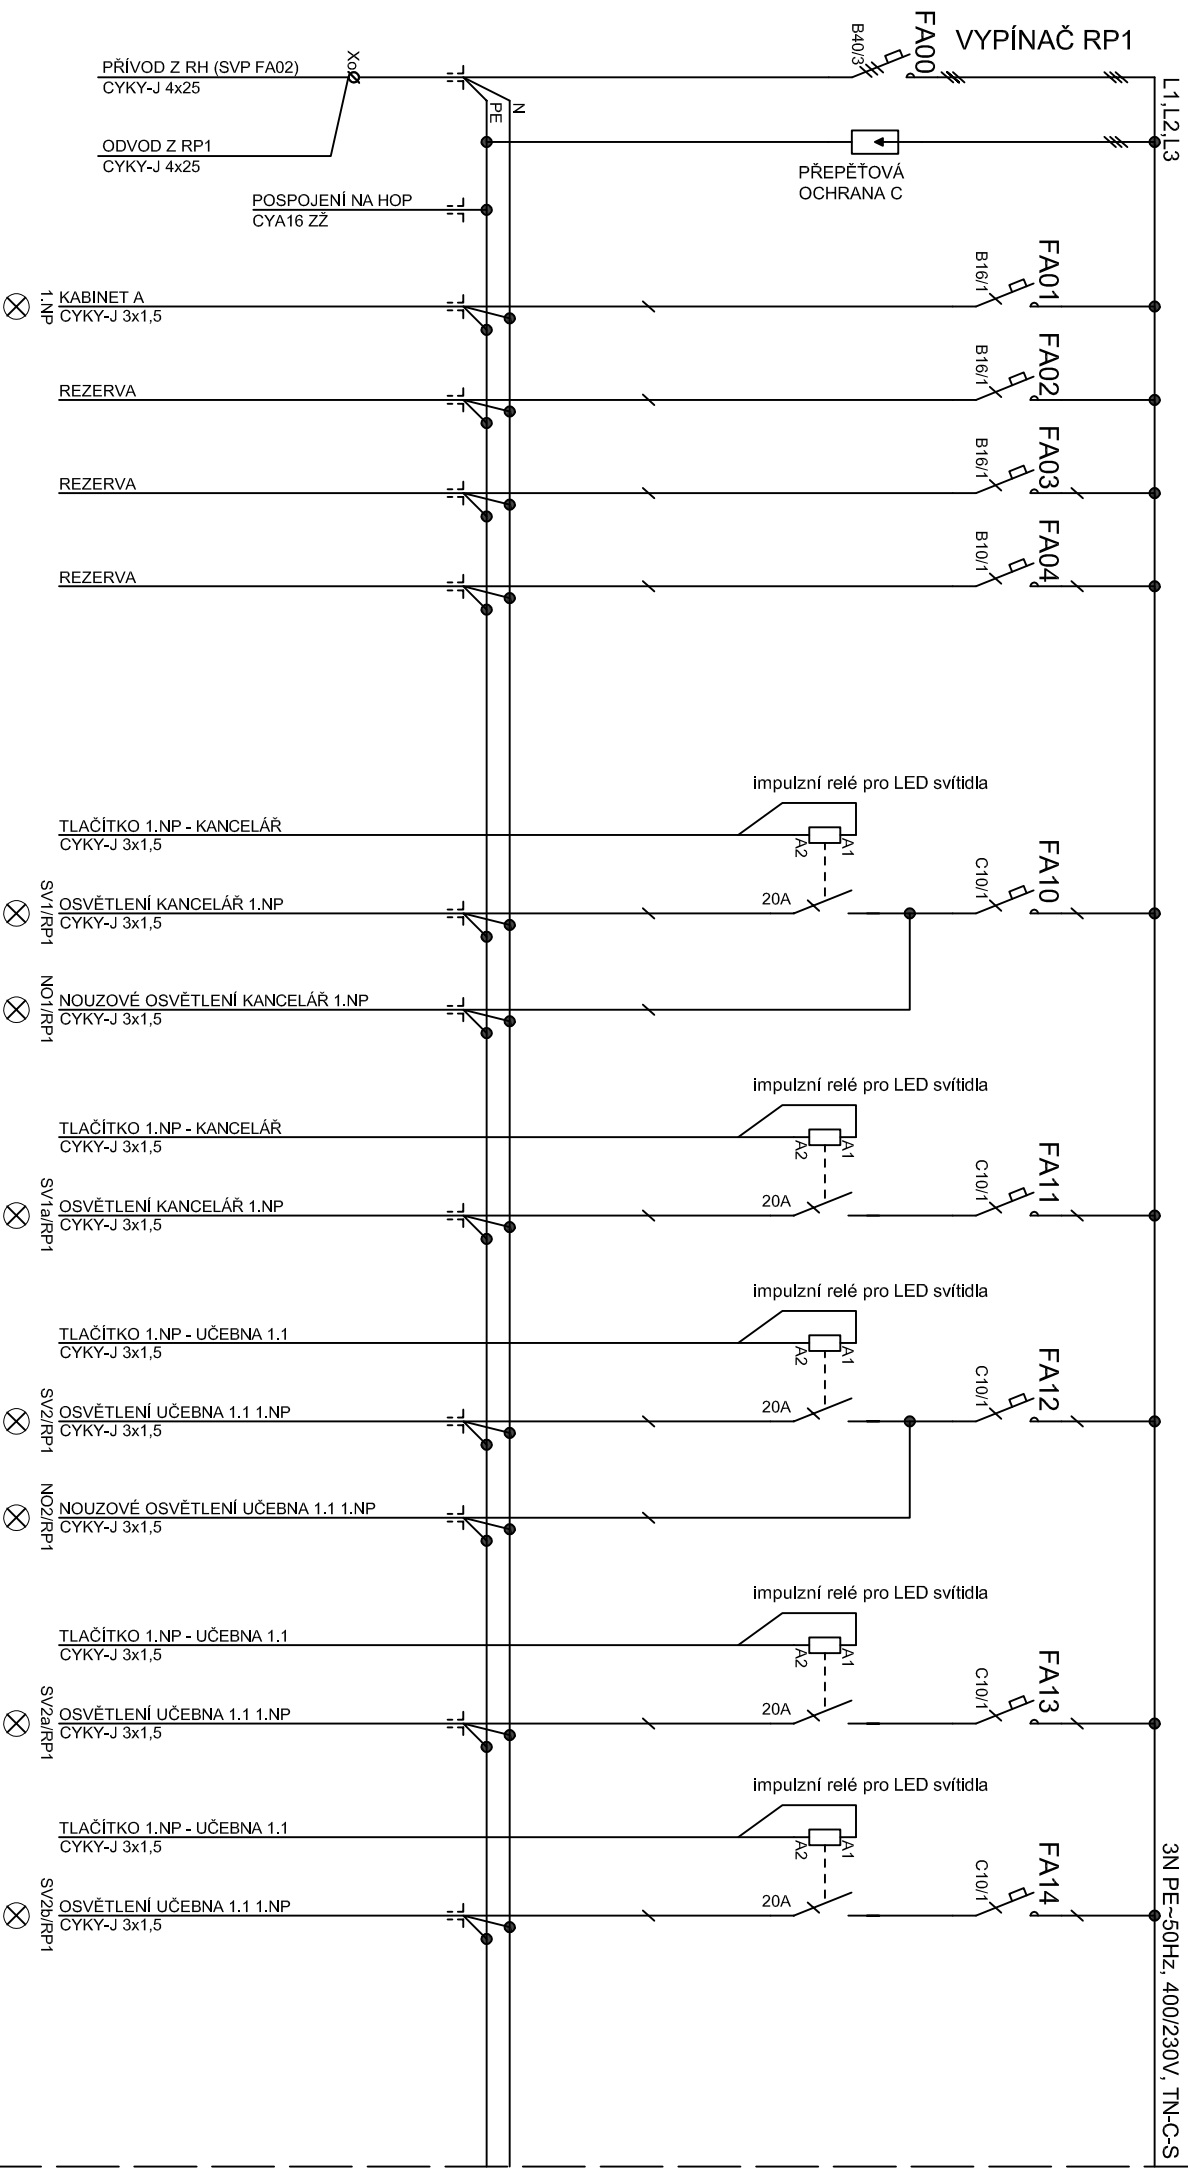 VYPÍNAČ RP1
FA00
B40/3
L1,L2,L3
PŘÍVOD Z RH (SVP FA02)
CYKY-J 4x25
Xo
N
PE
ODVOD Z RP1
CYKY-J 4x25
PŘEPĚŤOVÁ
OCHRANA C
POSPOJENÍ NA HOP
CYA16 ZŽ
FA01
B16/1
KABINET A
CYKY-J 3x1,5
1.NP
FA02
B16/1
REZERVA
FA03
B16/1
REZERVA
FA04
B10/1
REZERVA
impulzní relé pro LED svítidla
TLAČÍTKO 1.NP - KANCELÁŘ
CYKY-J 3x1,5
A1
A2
FA10
C10/1
20A
OSVĚTLENÍ KANCELÁŘ 1.NP
CYKY-J 3x1,5
SV1/RP1
NOUZOVÉ OSVĚTLENÍ KANCELÁŘ 1.NP
CYKY-J 3x1,5
NO1/RP1
impulzní relé pro LED svítidla
TLAČÍTKO 1.NP - KANCELÁŘ
CYKY-J 3x1,5
A1
A2
FA11
C10/1
20A
OSVĚTLENÍ KANCELÁŘ 1.NP
CYKY-J 3x1,5
SV1a/RP1
impulzní relé pro LED svítidla
TLAČÍTKO 1.NP - UČEBNA 1.1
CYKY-J 3x1,5
A1
A2
FA12
C10/1
20A
OSVĚTLENÍ UČEBNA 1.1 1.NP
CYKY-J 3x1,5
SV2/RP1
NOUZOVÉ OSVĚTLENÍ UČEBNA 1.1 1.NP
CYKY-J 3x1,5
NO2/RP1
impulzní relé pro LED svítidla
TLAČÍTKO 1.NP - UČEBNA 1.1
CYKY-J 3x1,5
A1
A2
FA13
C10/1
20A
OSVĚTLENÍ UČEBNA 1.1 1.NP
CYKY-J 3x1,5
SV2a/RP1
impulzní relé pro LED svítidla
TLAČÍTKO 1.NP - UČEBNA 1.1
CYKY-J 3x1,5
A1
A2
FA14
C10/1
20A
OSVĚTLENÍ UČEBNA 1.1 1.NP
CYKY-J 3x1,5
SV2b/RP1
3N PE~50Hz, 400/230V, TN-C-S